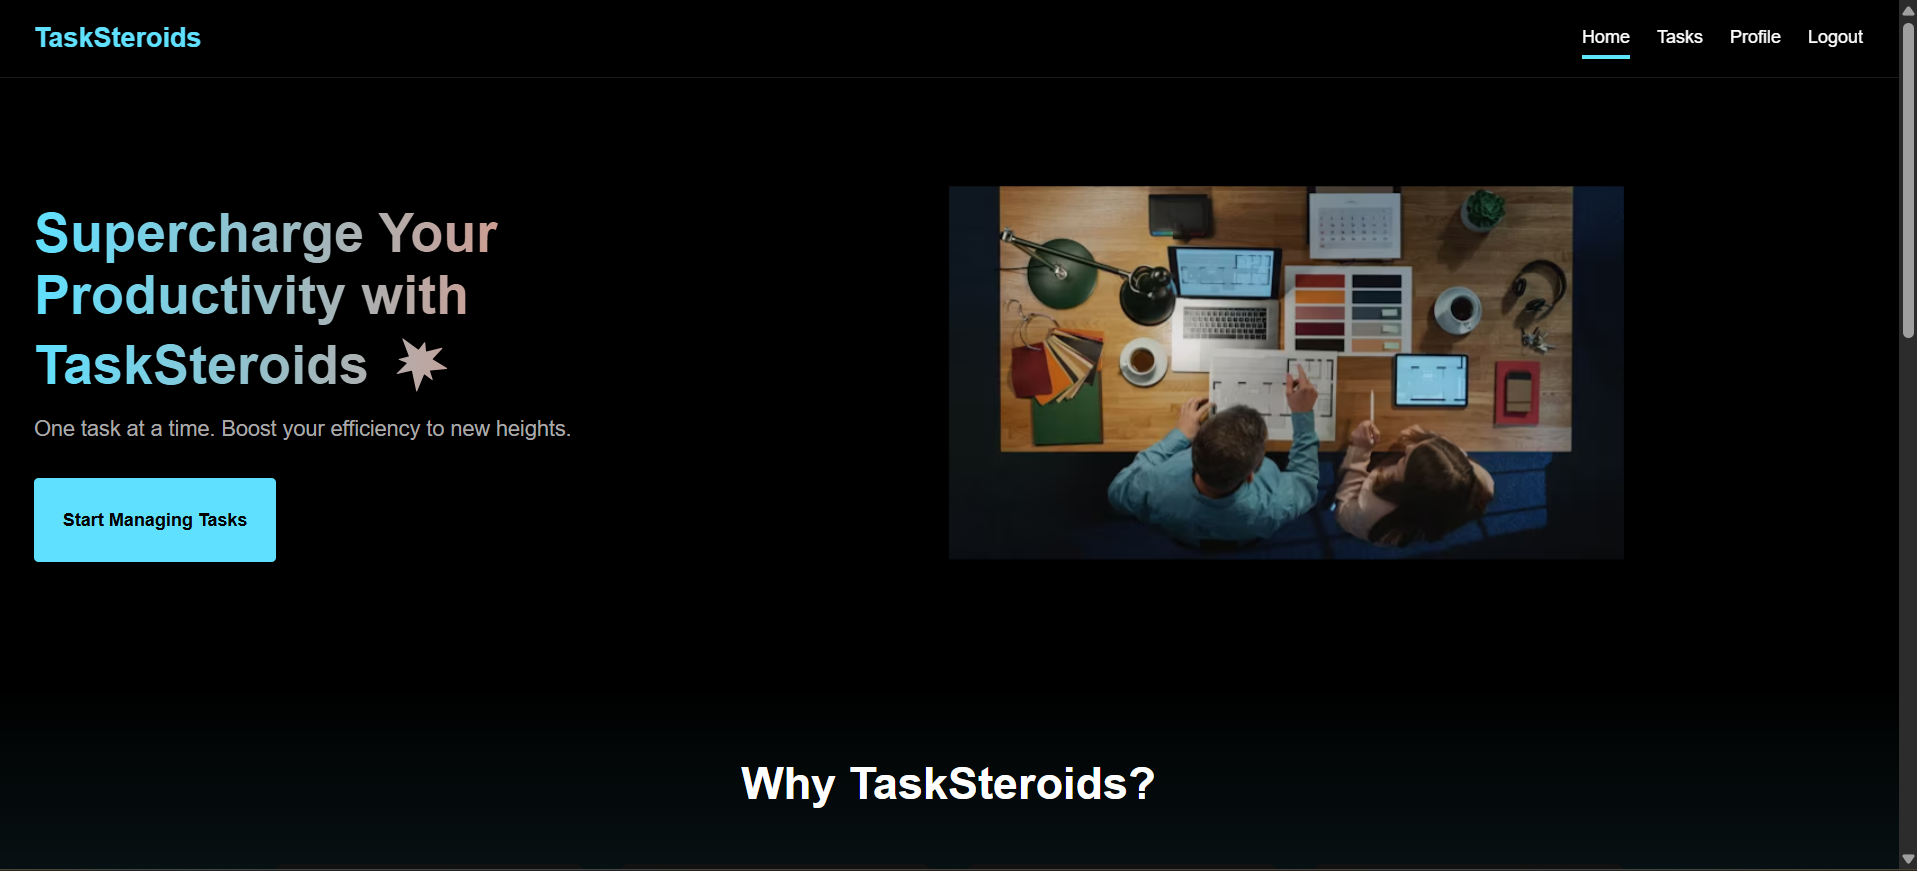 TaskSteroids
Home Tasks Profile Logout
Supercharge Your
Productivity with
TaskSteroids
One task at a time. Boost your efficiency to new heights.
Start Managing Tasks
Why TaskSteroids?